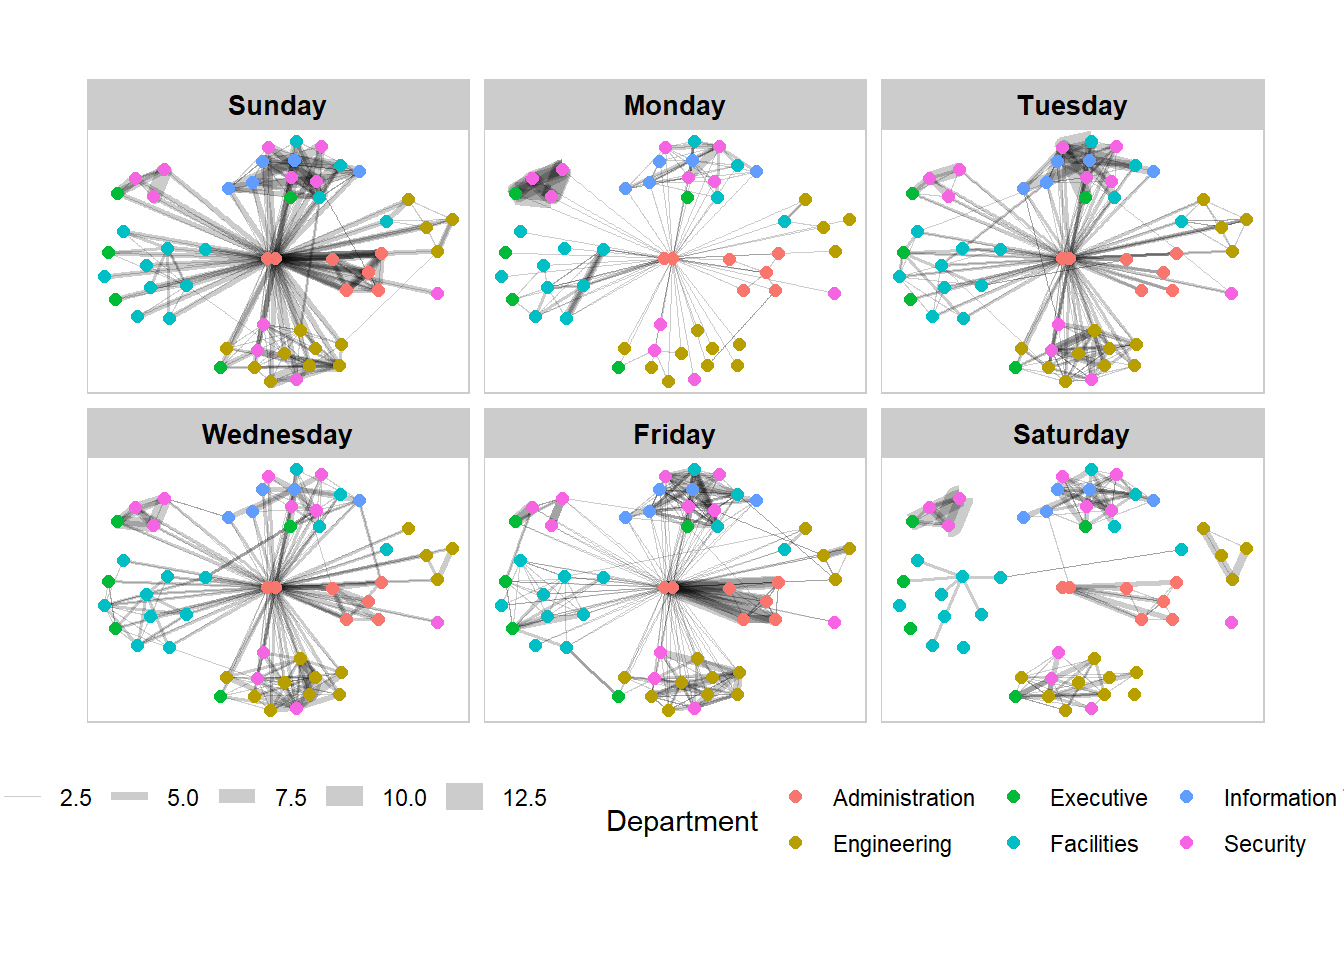 Sunday
Monday
Tuesday
Wednesday
Friday
Saturday
2.5
5.0
7.5
10.0
12.5
Department
Administration
Executive
Information
Engineering
Facilities
Security